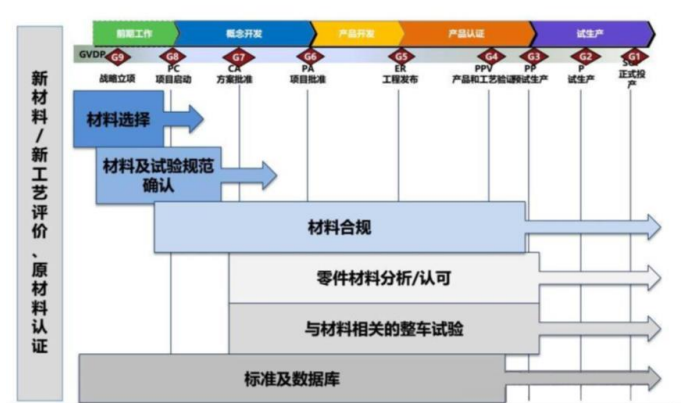 前期工作
概念开发
产品开发
产品认证
试生产
GVDP
G9
G8
G7
G6
G5
G4
G3
G2
G1
战略立项
PC
项目启动
CA
方案批准
PA
项目批准
ER
工程发布
PPV
产品和工艺验证
PP
预试生产
P
试生产
正式投
产
新材料/新工艺评价、原材料认证
材料选择
材料及试验规范
确认
材料合规
零件材料分析/认可
与材料相关的整车试验
标准及数据库